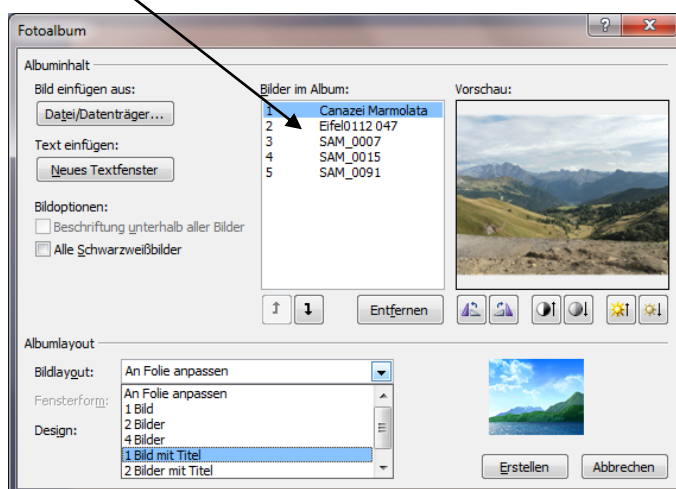 Fotoalbum
Albuminhalt
Bild einfügen aus:
Datei/Datenträger...
Text einfügen:
Neues Textfenster
Bildoptionen:
Beschriftung unterhalb aller Bilder
Alle Schwarzweißbilder
Bilder im Album:
1 Canazei Marmolata
2 Eifel0112 047
3 SAM_0007
4 SAM_0015
5 SAM_0091
Entfernen
Vorschau:
Albumlayout
Bildlayout: An Folie anpassen
Fensterform:
Design:
An Folie anpassen
1 Bild
2 Bilder
4 Bilder
1 Bild mit Titel
2 Bilder mit Titel
Erstellen Abbrechen